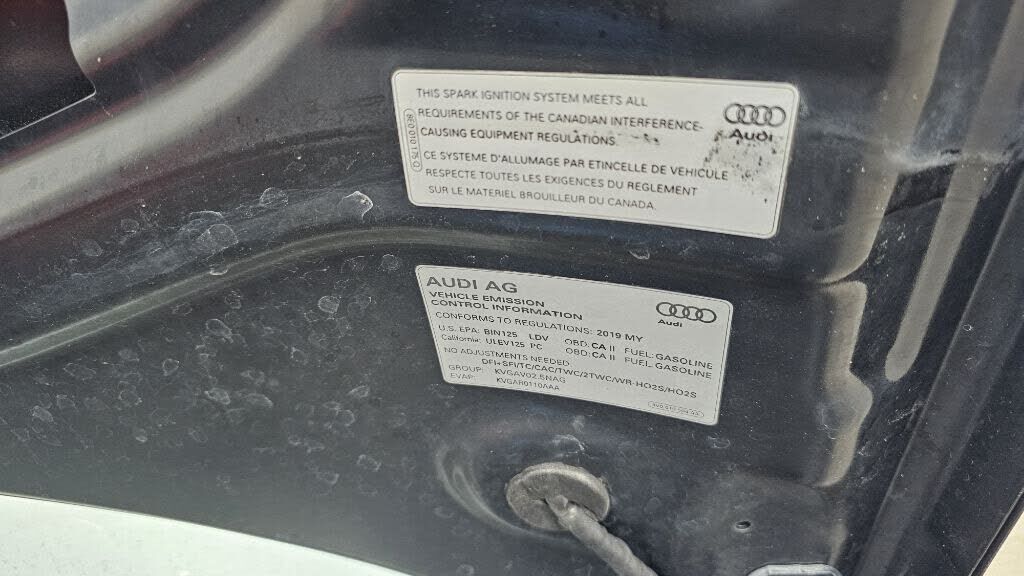 THIS SPARK IGNITION SYSTEM MEETS ALL
REQUIREMENTS OF THE CANADIAN INTERFERENCE-
CAUSING EQUIPMENT REGULATIONS.
CE SYSTEME D'ALLUMAGE PAR ETINCELLE DE VEHICULE
RESPECTE TOUTES LES EXIGENCES DU REGLEMENT
SUR LE MATERIEL BROUILLEUR DU CANADA.
8E0 010 175 Q
Audi
AUDI AG
VEHICLE EMISSION
CONTROL INFORMATION
Audi
CONFORMS TO REGULATIONS: 2019 MY
U.S. EPA: BIN125 LDV OBD: CA II FUEL: GASOLINE
California: ULEV125 PC OBD: CA II FUEL: GASOLINE
NO ADJUSTMENTS NEEDED.
DFI+SFI/TC/CAC/TWC/2TWC/WR-HO2S/HO2S
GROUP: KVGAV02.5NAG
EVAP: KVGAR0110AAA